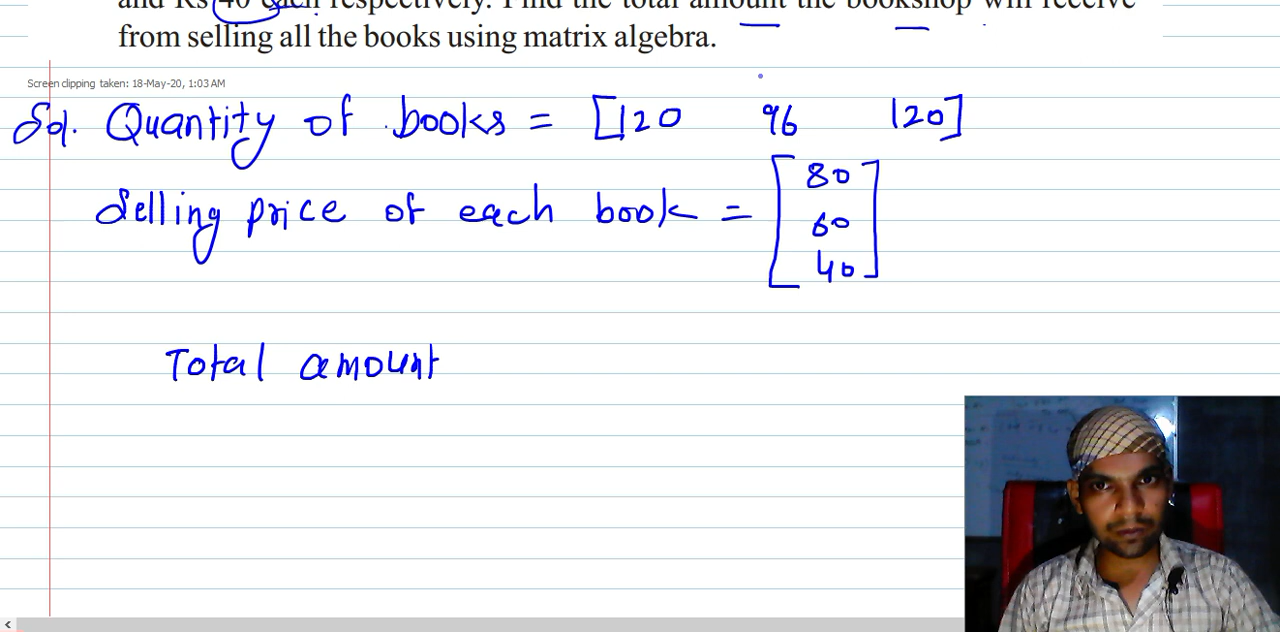 and Rs 40 each respectively. Find the total amount the bookshop will receive
from selling all the books using matrix algebra.
Screen clipping taken: 18-May-20, 1:03 AM
Sol. Quantity of books = [120 96 120]
Selling price of each book = [80
60
40]
Total amount